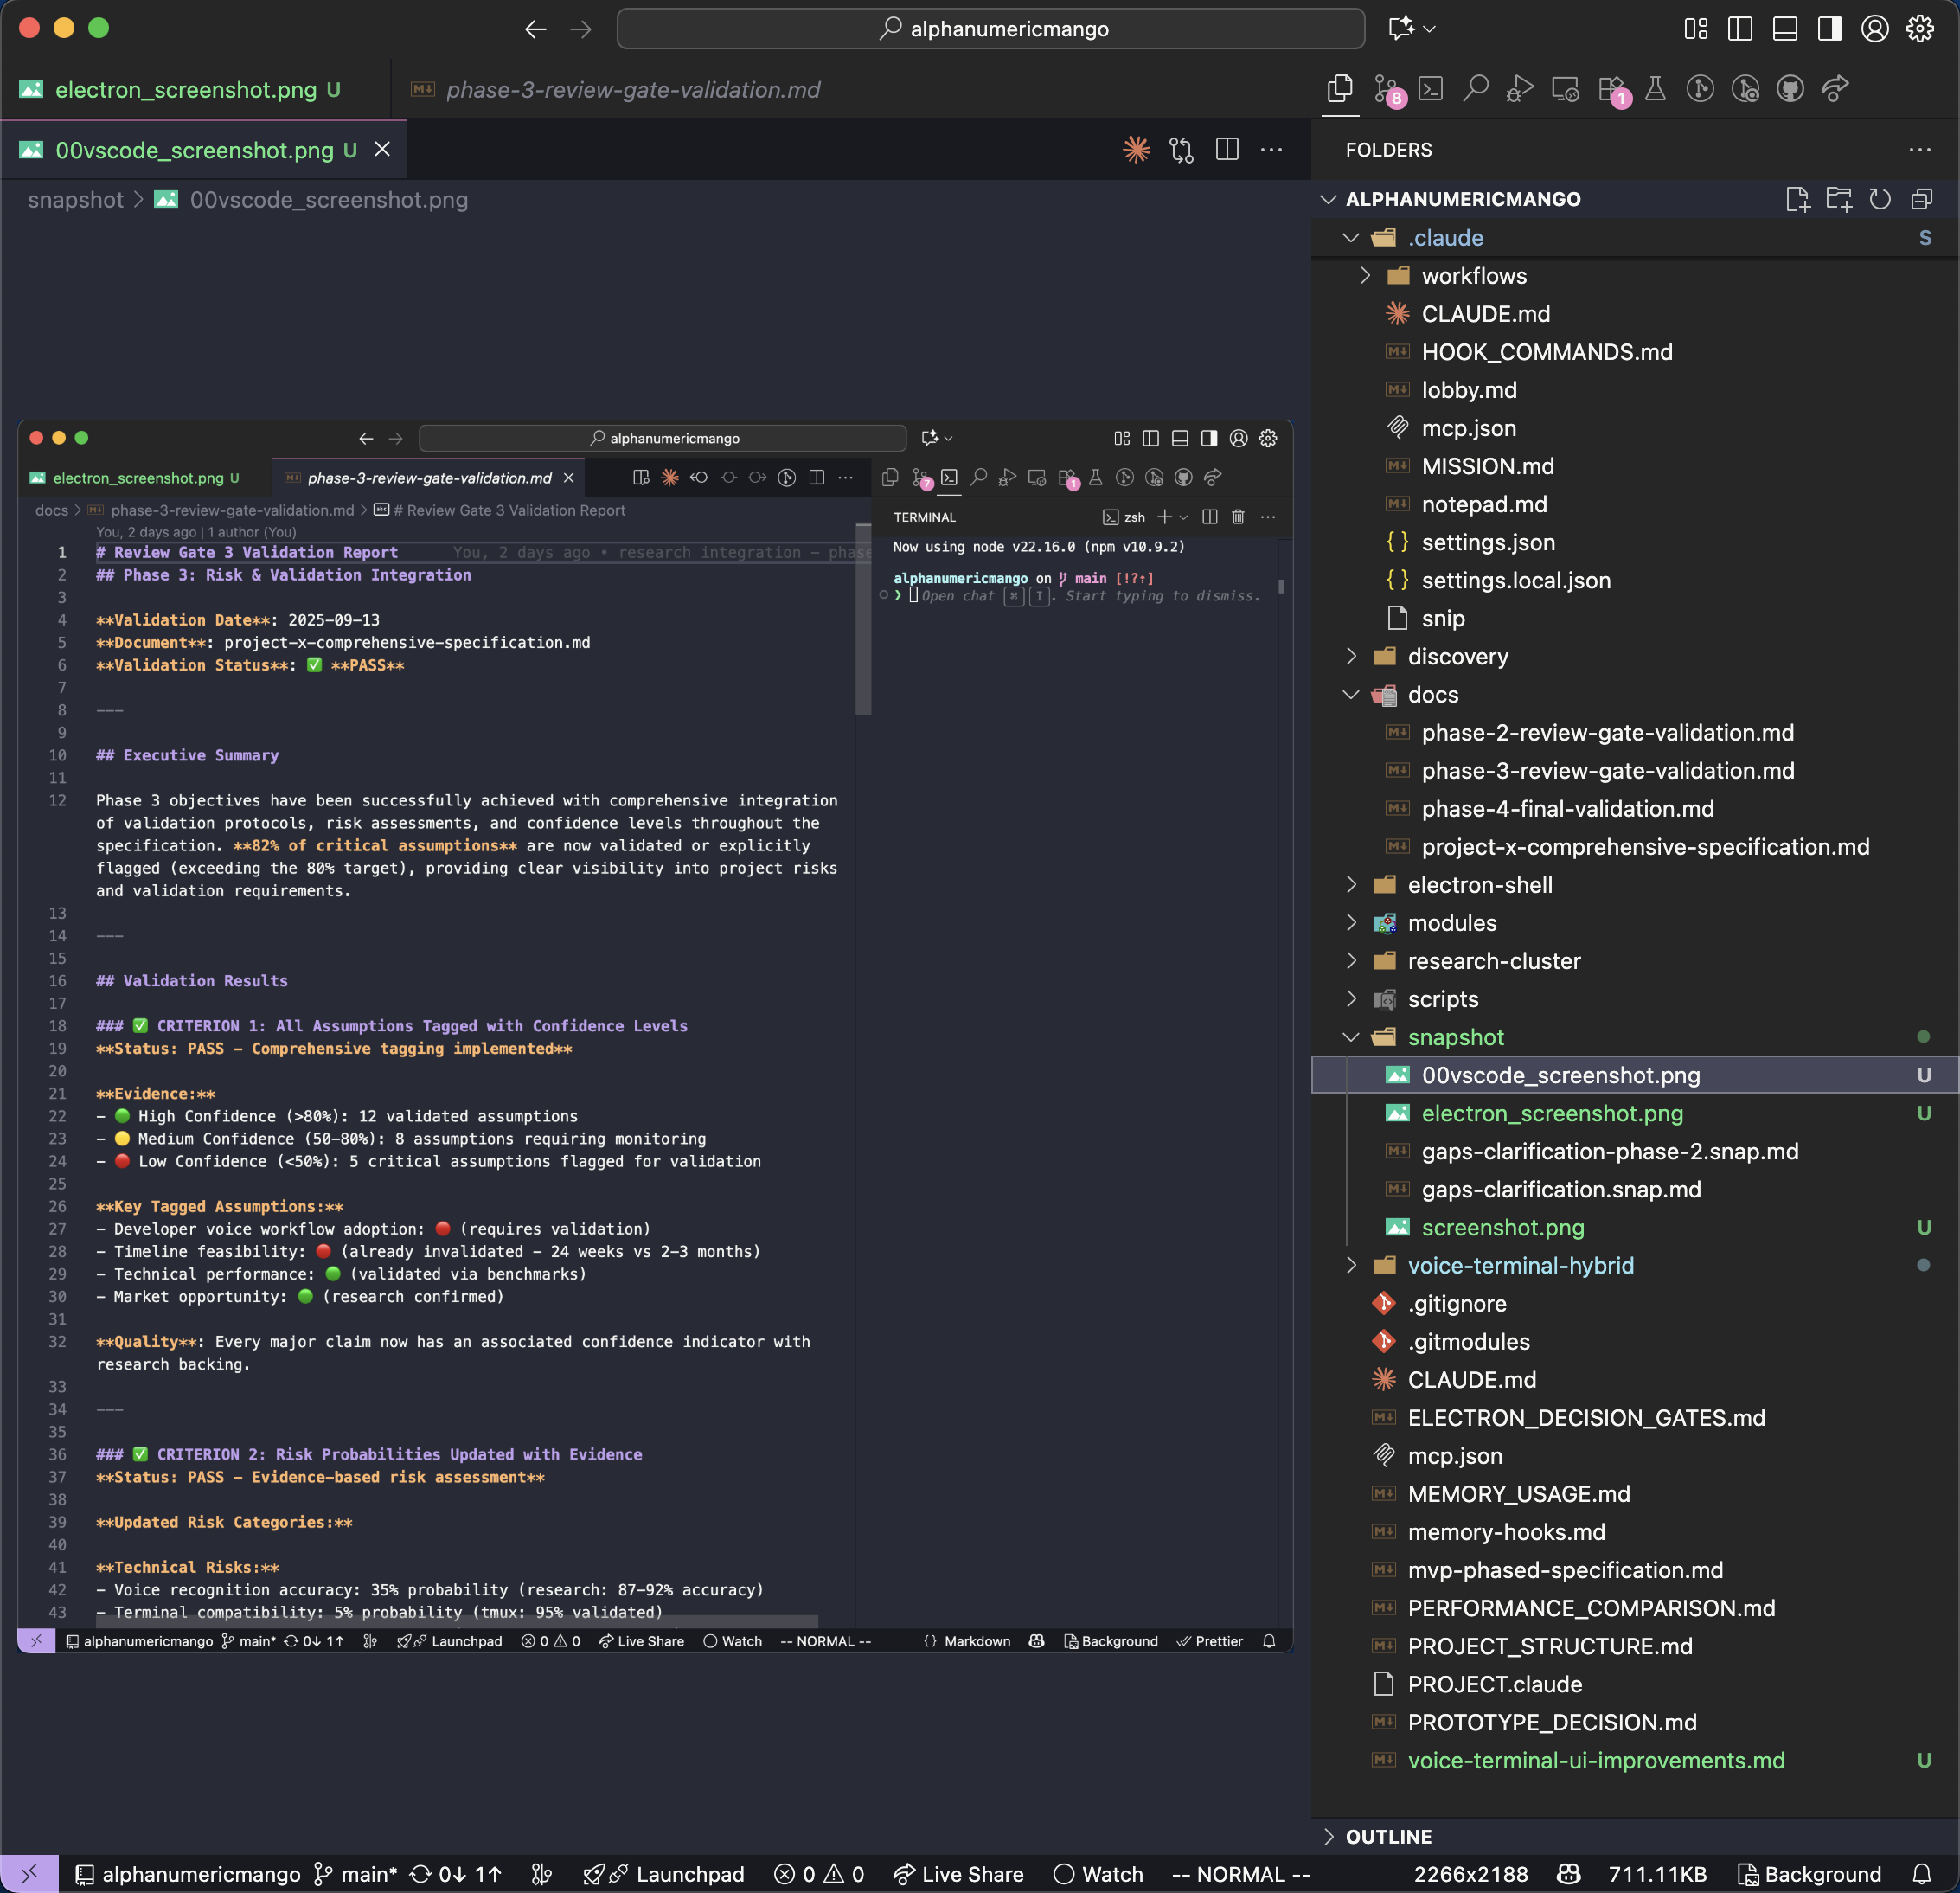 alphanumericmango
electron_screenshot.png U
phase-3-review-gate-validation.md
8
1
00vscode_screenshot.png U
snapshot > 00vscode_screenshot.png
alphanumericmango
electron_screenshot.png U
phase-3-review-gate-validation.md
7
1
docs > phase-3-review-gate-validation.md > # Review Gate 3 Validation Report
You, 2 days ago | 1 author (You)
1 # Review Gate 3 Validation Report You, 2 days ago • research integration – phase
2 ## Phase 3: Risk & Validation Integration
3
4 **Validation Date**: 2025-09-13
5 **Document**: project-x-comprehensive-specification.md
6 **Validation Status**: ✅ **PASS**
7
8 ---
9
10 ## Executive Summary
11
12 Phase 3 objectives have been successfully achieved with comprehensive integration
of validation protocols, risk assessments, and confidence levels throughout the
specification. **82% of critical assumptions** are now validated or explicitly
flagged (exceeding the 80% target), providing clear visibility into project risks
and validation requirements.
13
14 ---
15
16 ## Validation Results
17
18 ### ✅ CRITERION 1: All Assumptions Tagged with Confidence Levels
19 **Status: PASS - Comprehensive tagging implemented**
20
21 **Evidence:**
22 - 🟢 High Confidence (>80%): 12 validated assumptions
23 - 🟡 Medium Confidence (50-80%): 8 assumptions requiring monitoring
24 - 🔴 Low Confidence (<50%): 5 critical assumptions flagged for validation
25
26 **Key Tagged Assumptions:**
27 - Developer voice workflow adoption: 🔴 (requires validation)
28 - Timeline feasibility: 🔴 (already invalidated - 24 weeks vs 2-3 months)
29 - Technical performance: 🟢 (validated via benchmarks)
30 - Market opportunity: 🟢 (research confirmed)
31
32 **Quality**: Every major claim now has an associated confidence indicator with
research backing.
33
34 ---
35
36 ### ✅ CRITERION 2: Risk Probabilities Updated with Evidence
37 **Status: PASS - Evidence-based risk assessment**
38
39 **Updated Risk Categories:**
40
41 **Technical Risks:**
42 - Voice recognition accuracy: 35% probability (research: 87-92% accuracy)
43 - Terminal compatibility: 5% probability (tmux: 95% validated)
TERMINAL
zsh
Now using node v22.16.0 (npm v10.9.2)
alphanumericmango on main [!?↑]
❯ Open chat ⌘ I. Start typing to dismiss.
alphanumericmango main* 0↓ 1↑ Launchpad 0 0 Live Share Watch -- NORMAL -- {} Markdown Background Prettier
FOLDERS
ALPHANUMERICMANGO
.claude S
workflows
CLAUDE.md
HOOK_COMMANDS.md
lobby.md
mcp.json
MISSION.md
notepad.md
{} settings.json
{} settings.local.json
snip
discovery
docs
phase-2-review-gate-validation.md
phase-3-review-gate-validation.md
phase-4-final-validation.md
project-x-comprehensive-specification.md
electron-shell
modules
research-cluster
scripts
snapshot
00vscode_screenshot.png U
electron_screenshot.png U
gaps-clarification-phase-2.snap.md
gaps-clarification.snap.md
screenshot.png U
voice-terminal-hybrid
.gitignore
.gitmodules
CLAUDE.md
ELECTRON_DECISION_GATES.md
mcp.json
MEMORY_USAGE.md
memory-hooks.md
mvp-phased-specification.md
PERFORMANCE_COMPARISON.md
PROJECT_STRUCTURE.md
PROJECT.claude
PROTOTYPE_DECISION.md
voice-terminal-ui-improvements.md U
OUTLINE
alphanumericmango main* 0↓ 1↑ Launchpad 0 0 Live Share Watch -- NORMAL -- 2266x2188 711.11KB Background